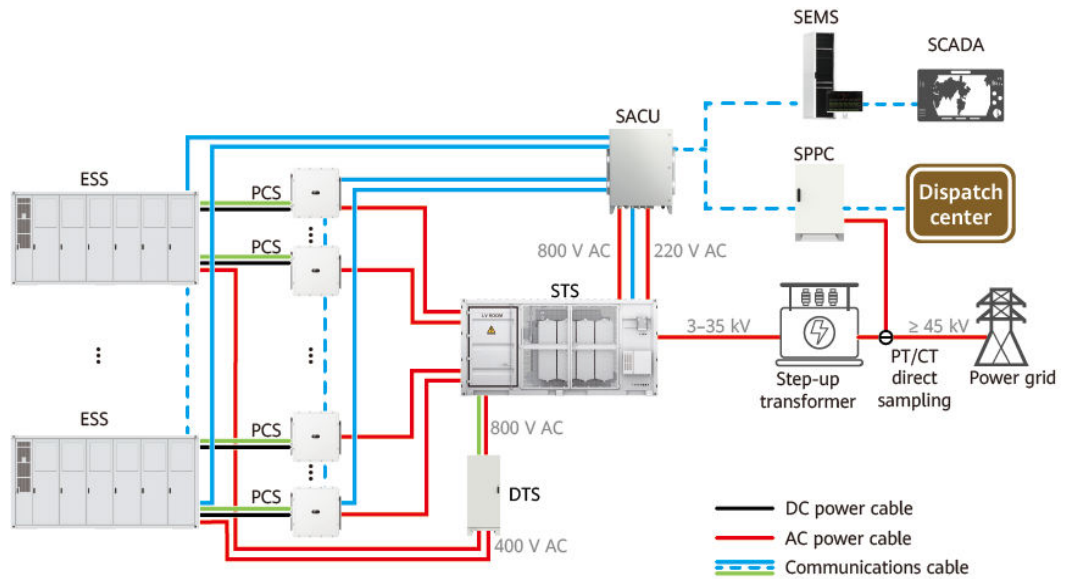 SEMS
SCADA
SACU
SPPC
Dispatch
center
ESS
PCS
PCS
800 V AC
220 V AC
STS
LV ROOM
3–35 kV
≥ 45 kV
Step-up
transformer
PT/CT
direct
sampling
Power grid
ESS
PCS
PCS
800 V AC
DTS
400 V AC
DC power cable
AC power cable
Communications cable